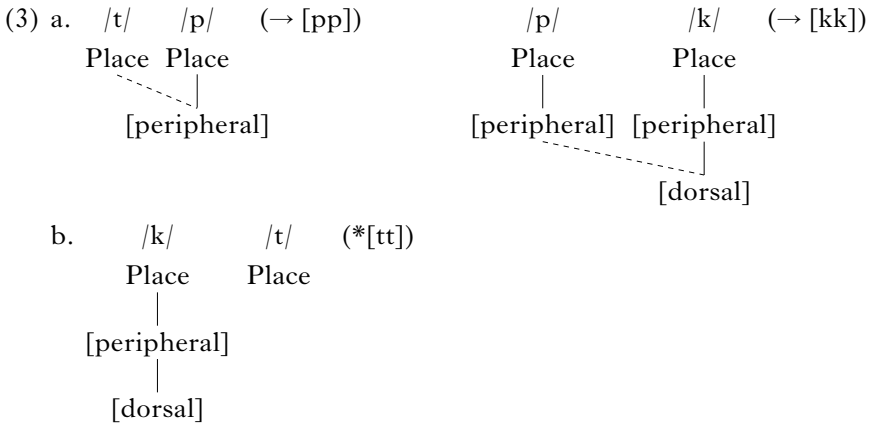 (3) a. /t/ /p/ (→ [pp]) /p/ /k/ (→ [kk])
Place Place Place Place
[peripheral] [peripheral] [peripheral]
[dorsal]
b. /k/ /t/ (*[tt])
Place Place
[peripheral]
[dorsal]